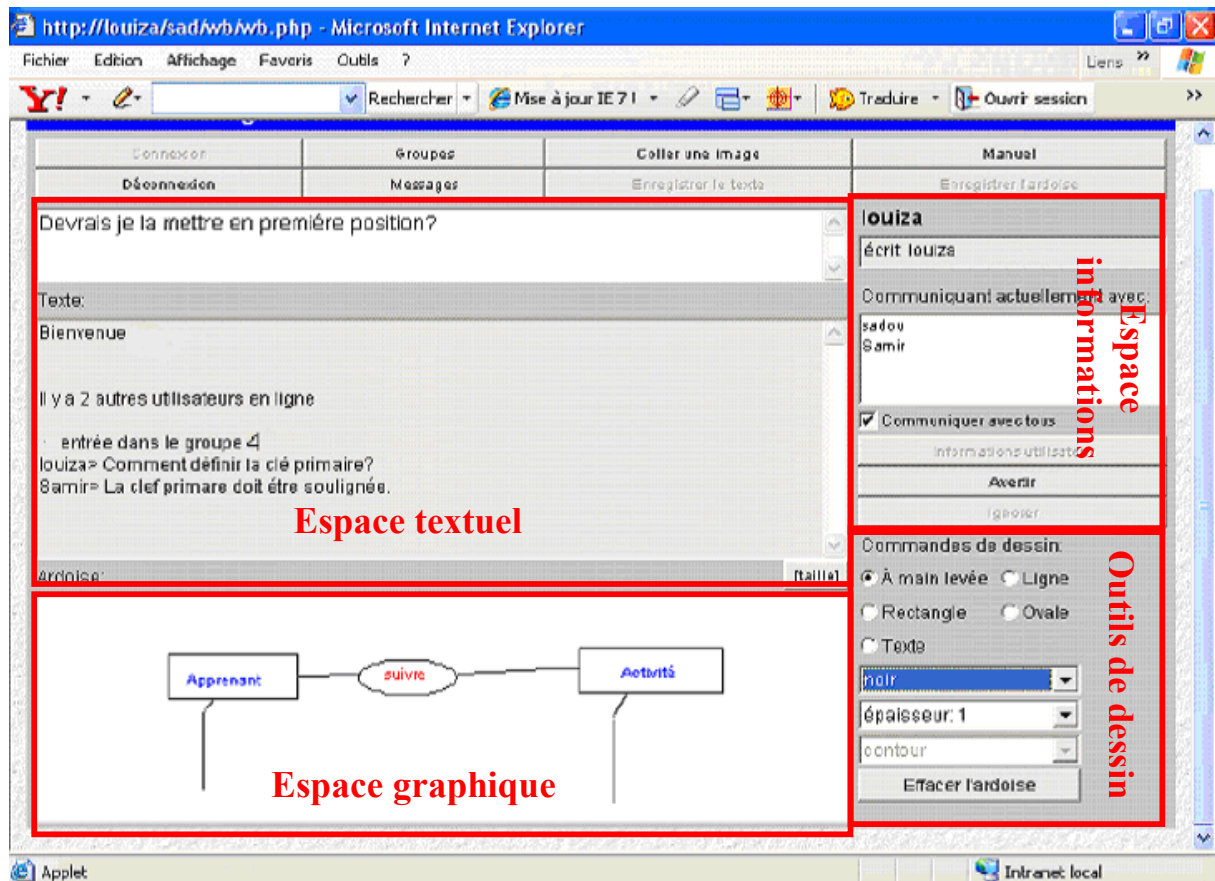 http://louiza/sad/wb/wb.php - Microsoft Internet Explorer
Fichier Edition Affichage Favoris Outils ? Liens »
Y! Rechercher Mise à jour IE 7! Traduire Ouvrir session »
Connexion Groupes Coller une image Manuel
Déconnexion Messages Enregistrer le texte Enregistrer l'ardoise
Devrais je la mettre en premiére position?
louiza
écrit louiza
Texte:
Communiquant actuellement avec:
Bienvenue
sadou
Samir
Il y a 2 autres utilisateurs en ligne
entrée dans le groupe 4
louiza> Comment définir la clé primaire?
Samir> La clef primare doit étre soulignée.
Communiquer avec tous
Informations utilisateur
Avertir
Ignorer
Espace textuel
Espace
informations
Ardoise: [taille]
Commandes de dessin:
À main levée Ligne
Rectangle Ovale
Texte
noir
épaisseur: 1
contour
Effacer l'ardoise
Outils de dessin
Apprenant suivre Activité
Espace graphique
Applet Intranet local